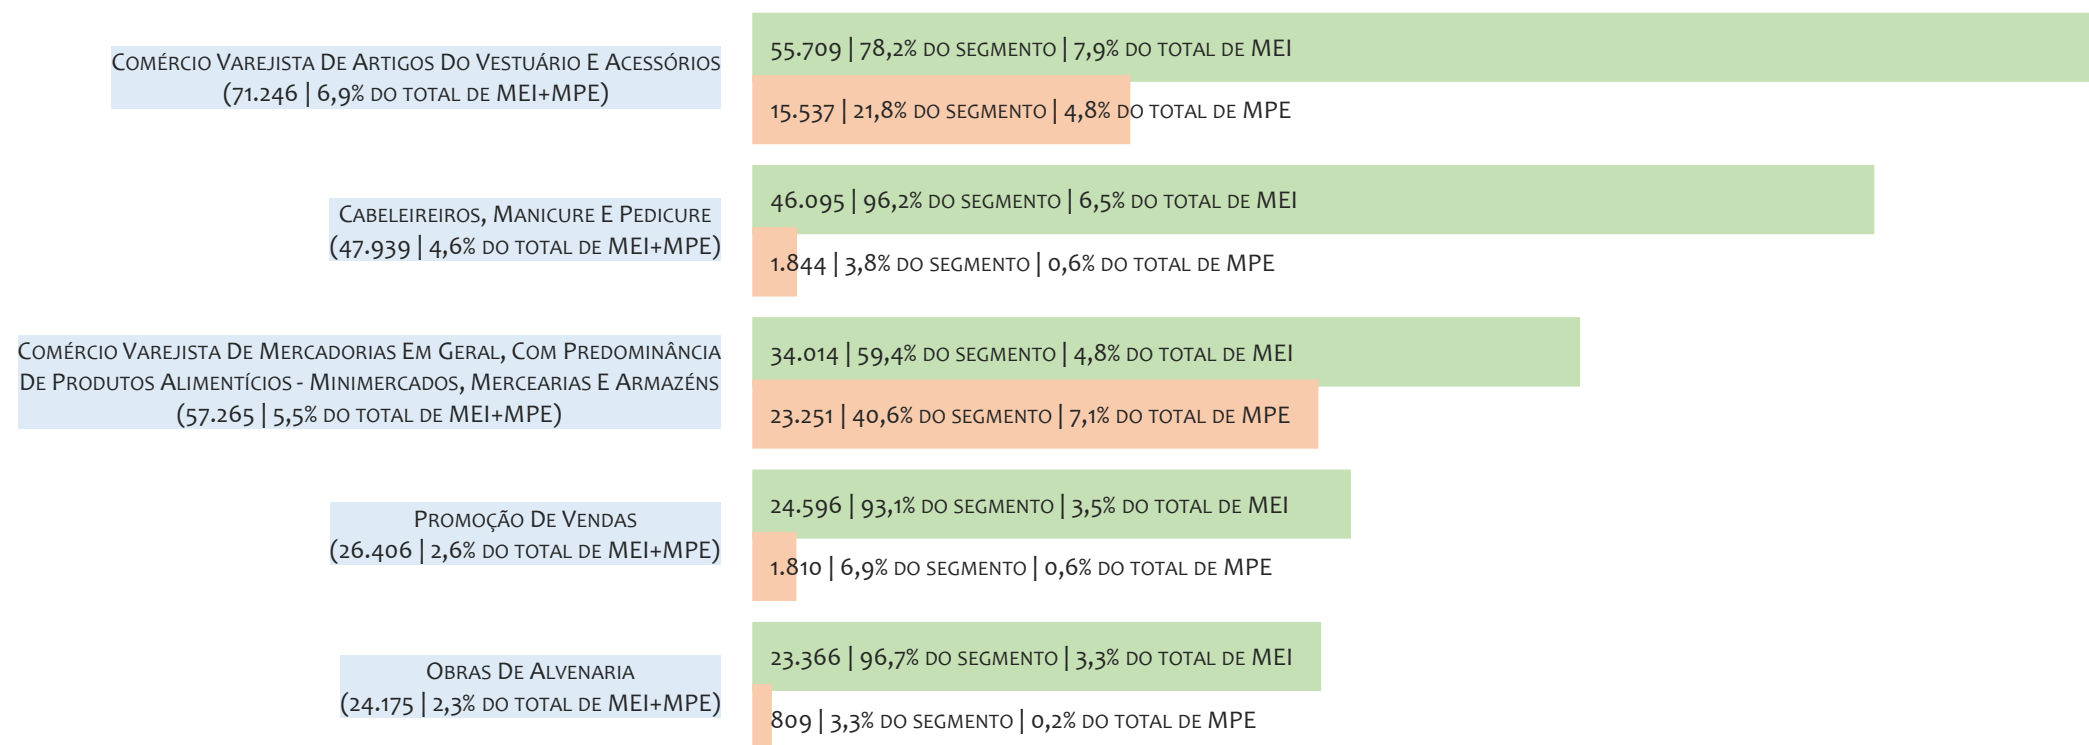 Comércio Varejista De Artigos Do Vestuário E Acessórios
(71.246 | 6,9% do total de MEI+MPE)
55.709 | 78,2% do segmento | 7,9% do total de MEI
15.537 | 21,8% do segmento | 4,8% do total de MPE
Cabeleireiros, Manicure E Pedicure
(47.939 | 4,6% do total de MEI+MPE)
46.095 | 96,2% do segmento | 6,5% do total de MEI
1.844 | 3,8% do segmento | 0,6% do total de MPE
Comércio Varejista De Mercadorias Em Geral, Com Predominância
De Produtos Alimentícios - Minimercados, Mercearias E Armazéns
(57.265 | 5,5% do total de MEI+MPE)
34.014 | 59,4% do segmento | 4,8% do total de MEI
23.251 | 40,6% do segmento | 7,1% do total de MPE
Promoção De Vendas
(26.406 | 2,6% do total de MEI+MPE)
24.596 | 93,1% do segmento | 3,5% do total de MEI
1.810 | 6,9% do segmento | 0,6% do total de MPE
Obras De Alvenaria
(24.175 | 2,3% do total de MEI+MPE)
23.366 | 96,7% do segmento | 3,3% do total de MEI
809 | 3,3% do segmento | 0,2% do total de MPE